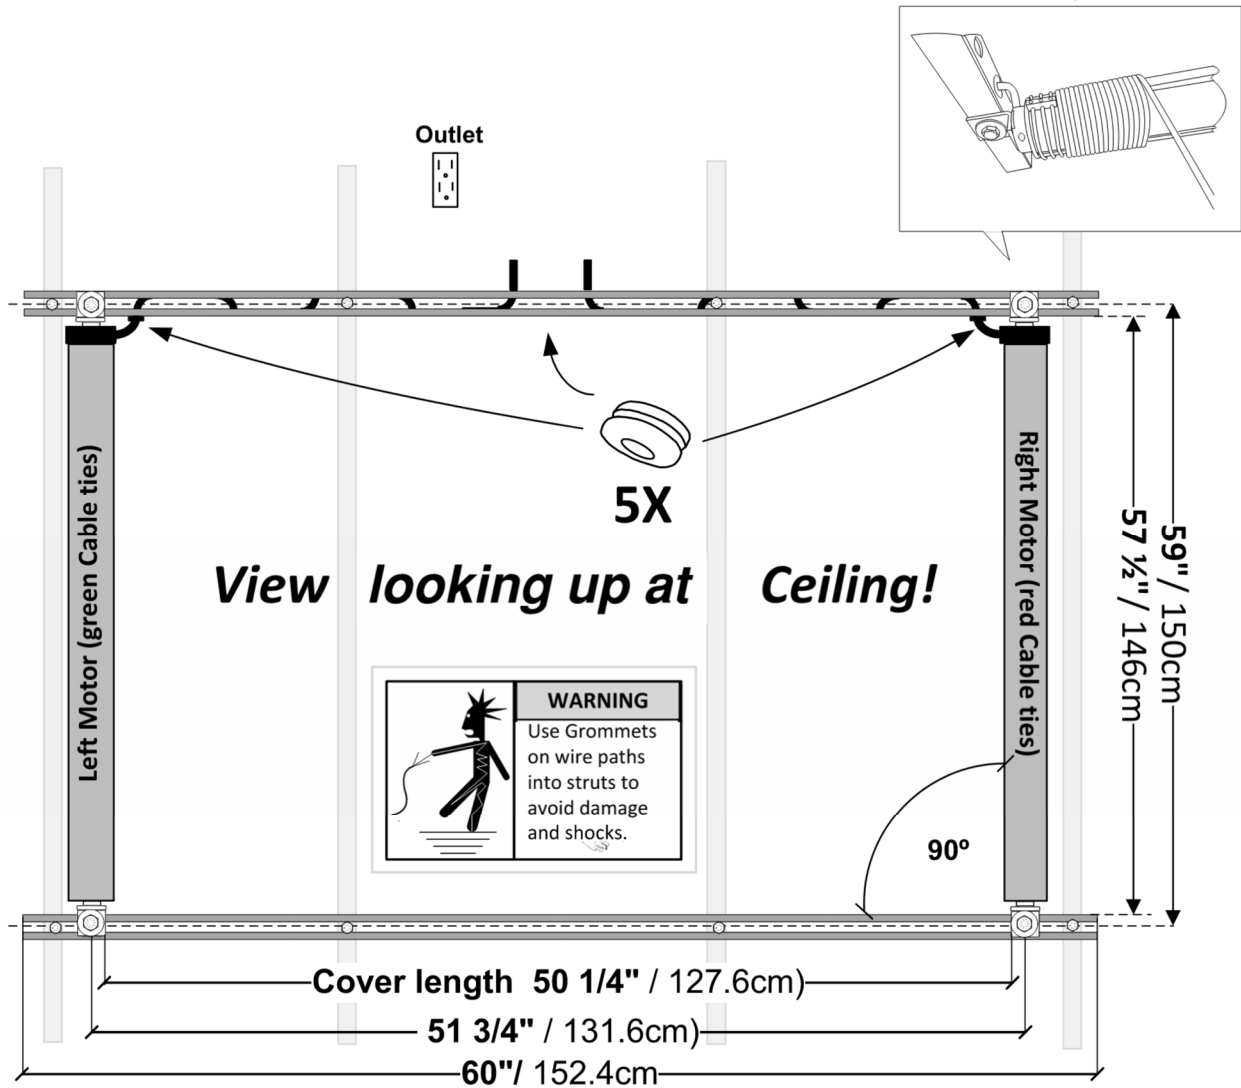 Outlet
5X
View looking up at Ceiling!
Left Motor (green Cable ties)
Right Motor (red Cable ties)
57 ½" / 146cm
59" / 150cm
WARNING
Use Grommets
on wire paths
into struts to
avoid damage
and shocks.
90º
Cover length 50 1/4" / 127.6cm)
51 3/4" / 131.6cm)
60"/ 152.4cm